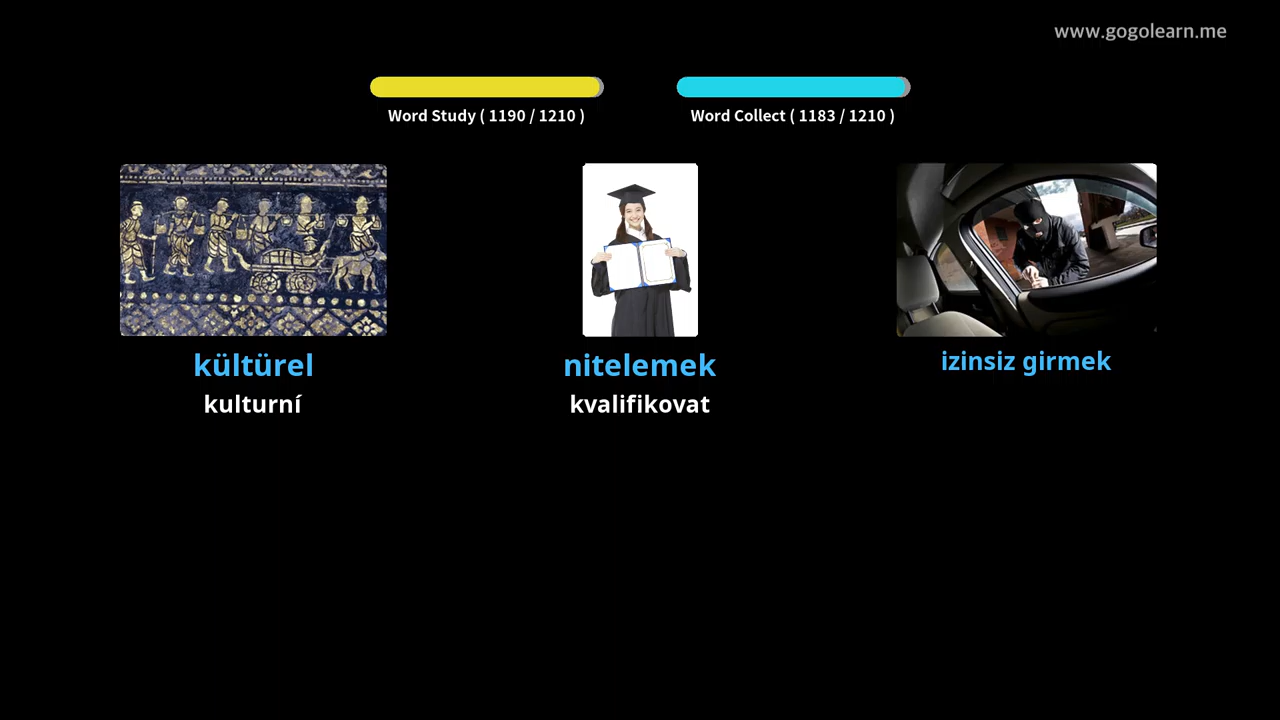 www.gogolearn.me
Word Study ( 1190 / 1210 )
Word Collect ( 1183 / 1210 )
kültürel
nitelemek
izinsiz girmek
kulturní
kvalifikovat